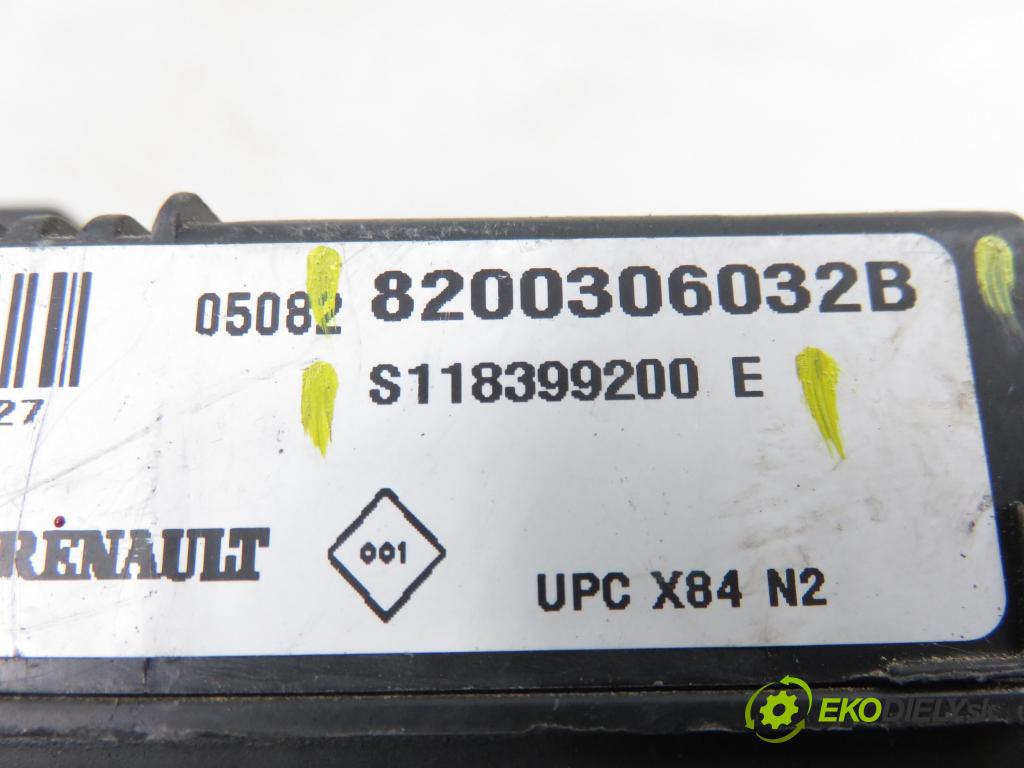 05082 8200306032B
S118399200 E
27
RENAULT
001
UPC X84 N2
EKODIELY.sk